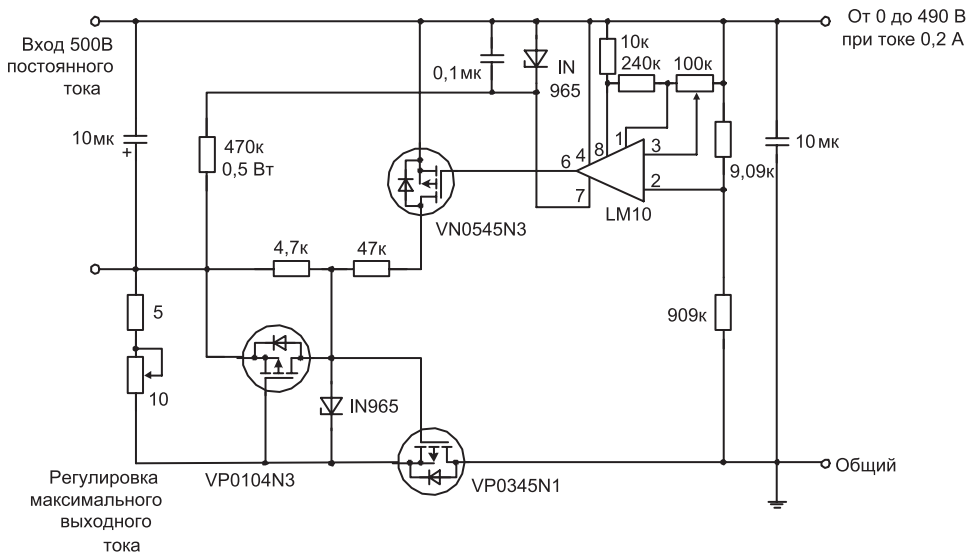 Вход 500В
постоянного
тока
От 0 до 490 В
при токе 0,2 А
10к
240к
100к
0,1мк
IN
965
10мк
+
470к
0,5 Вт
1
8
3
4
6
2
7
LM10
9,09к
10мк
VN0545N3
4,7к
47к
5
909к
10
IN965
VP0104N3
VP0345N1
Общий
Регулировка
максимального
выходного
тока